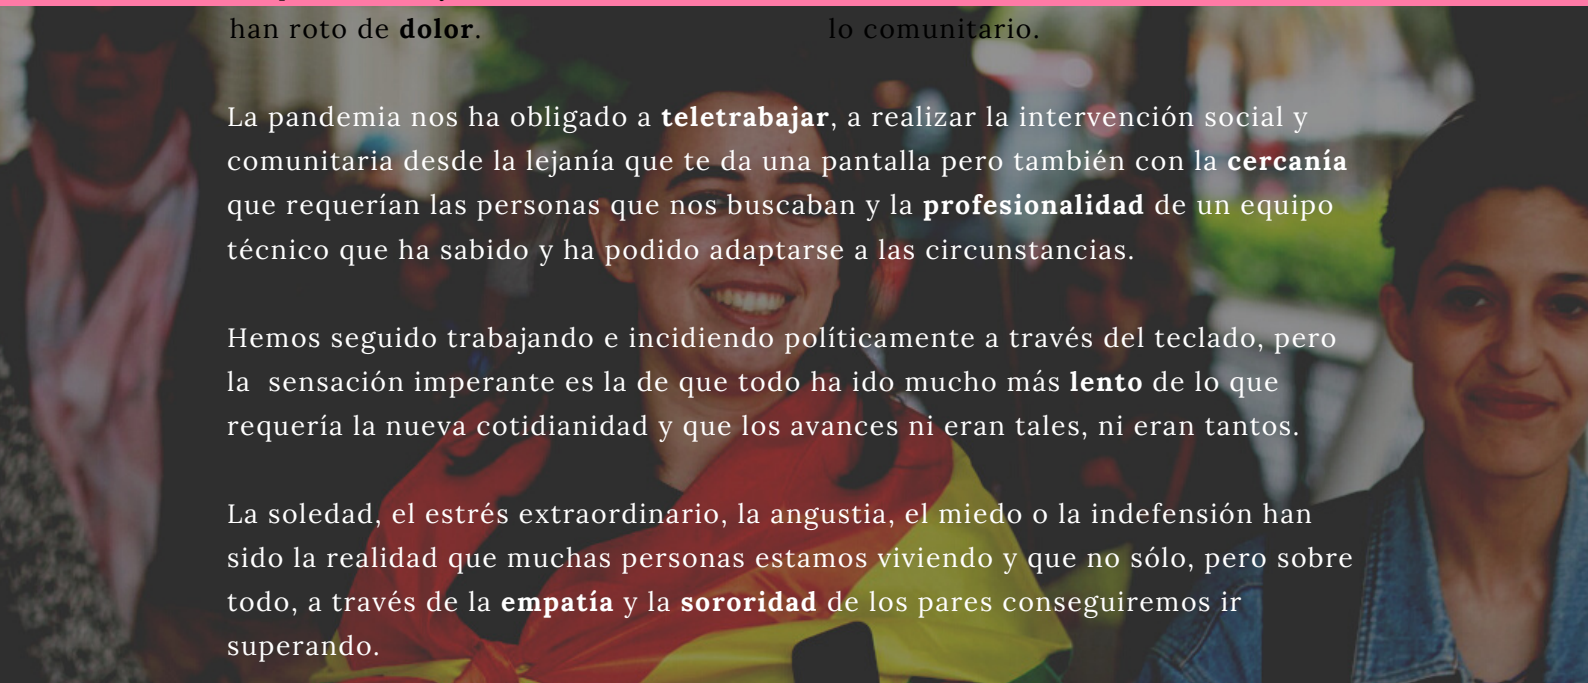 han roto de dolor.
lo comunitario.
La pandemia nos ha obligado a teletrabajar, a realizar la intervención social y
comunitaria desde la lejanía que te da una pantalla pero también con la cercanía
que requerían las personas que nos buscaban y la profesionalidad de un equipo
técnico que ha sabido y ha podido adaptarse a las circunstancias.
Hemos seguido trabajando e incidiendo políticamente a través del teclado, pero
la  sensación imperante es la de que todo ha ido mucho más lento de lo que
requería la nueva cotidianidad y que los avances ni eran tales, ni eran tantos.
La soledad, el estrés extraordinario, la angustia, el miedo o la indefensión han
sido la realidad que muchas personas estamos viviendo y que no sólo, pero sobre
todo, a través de la empatía y la sororidad de los pares conseguiremos ir
superando.